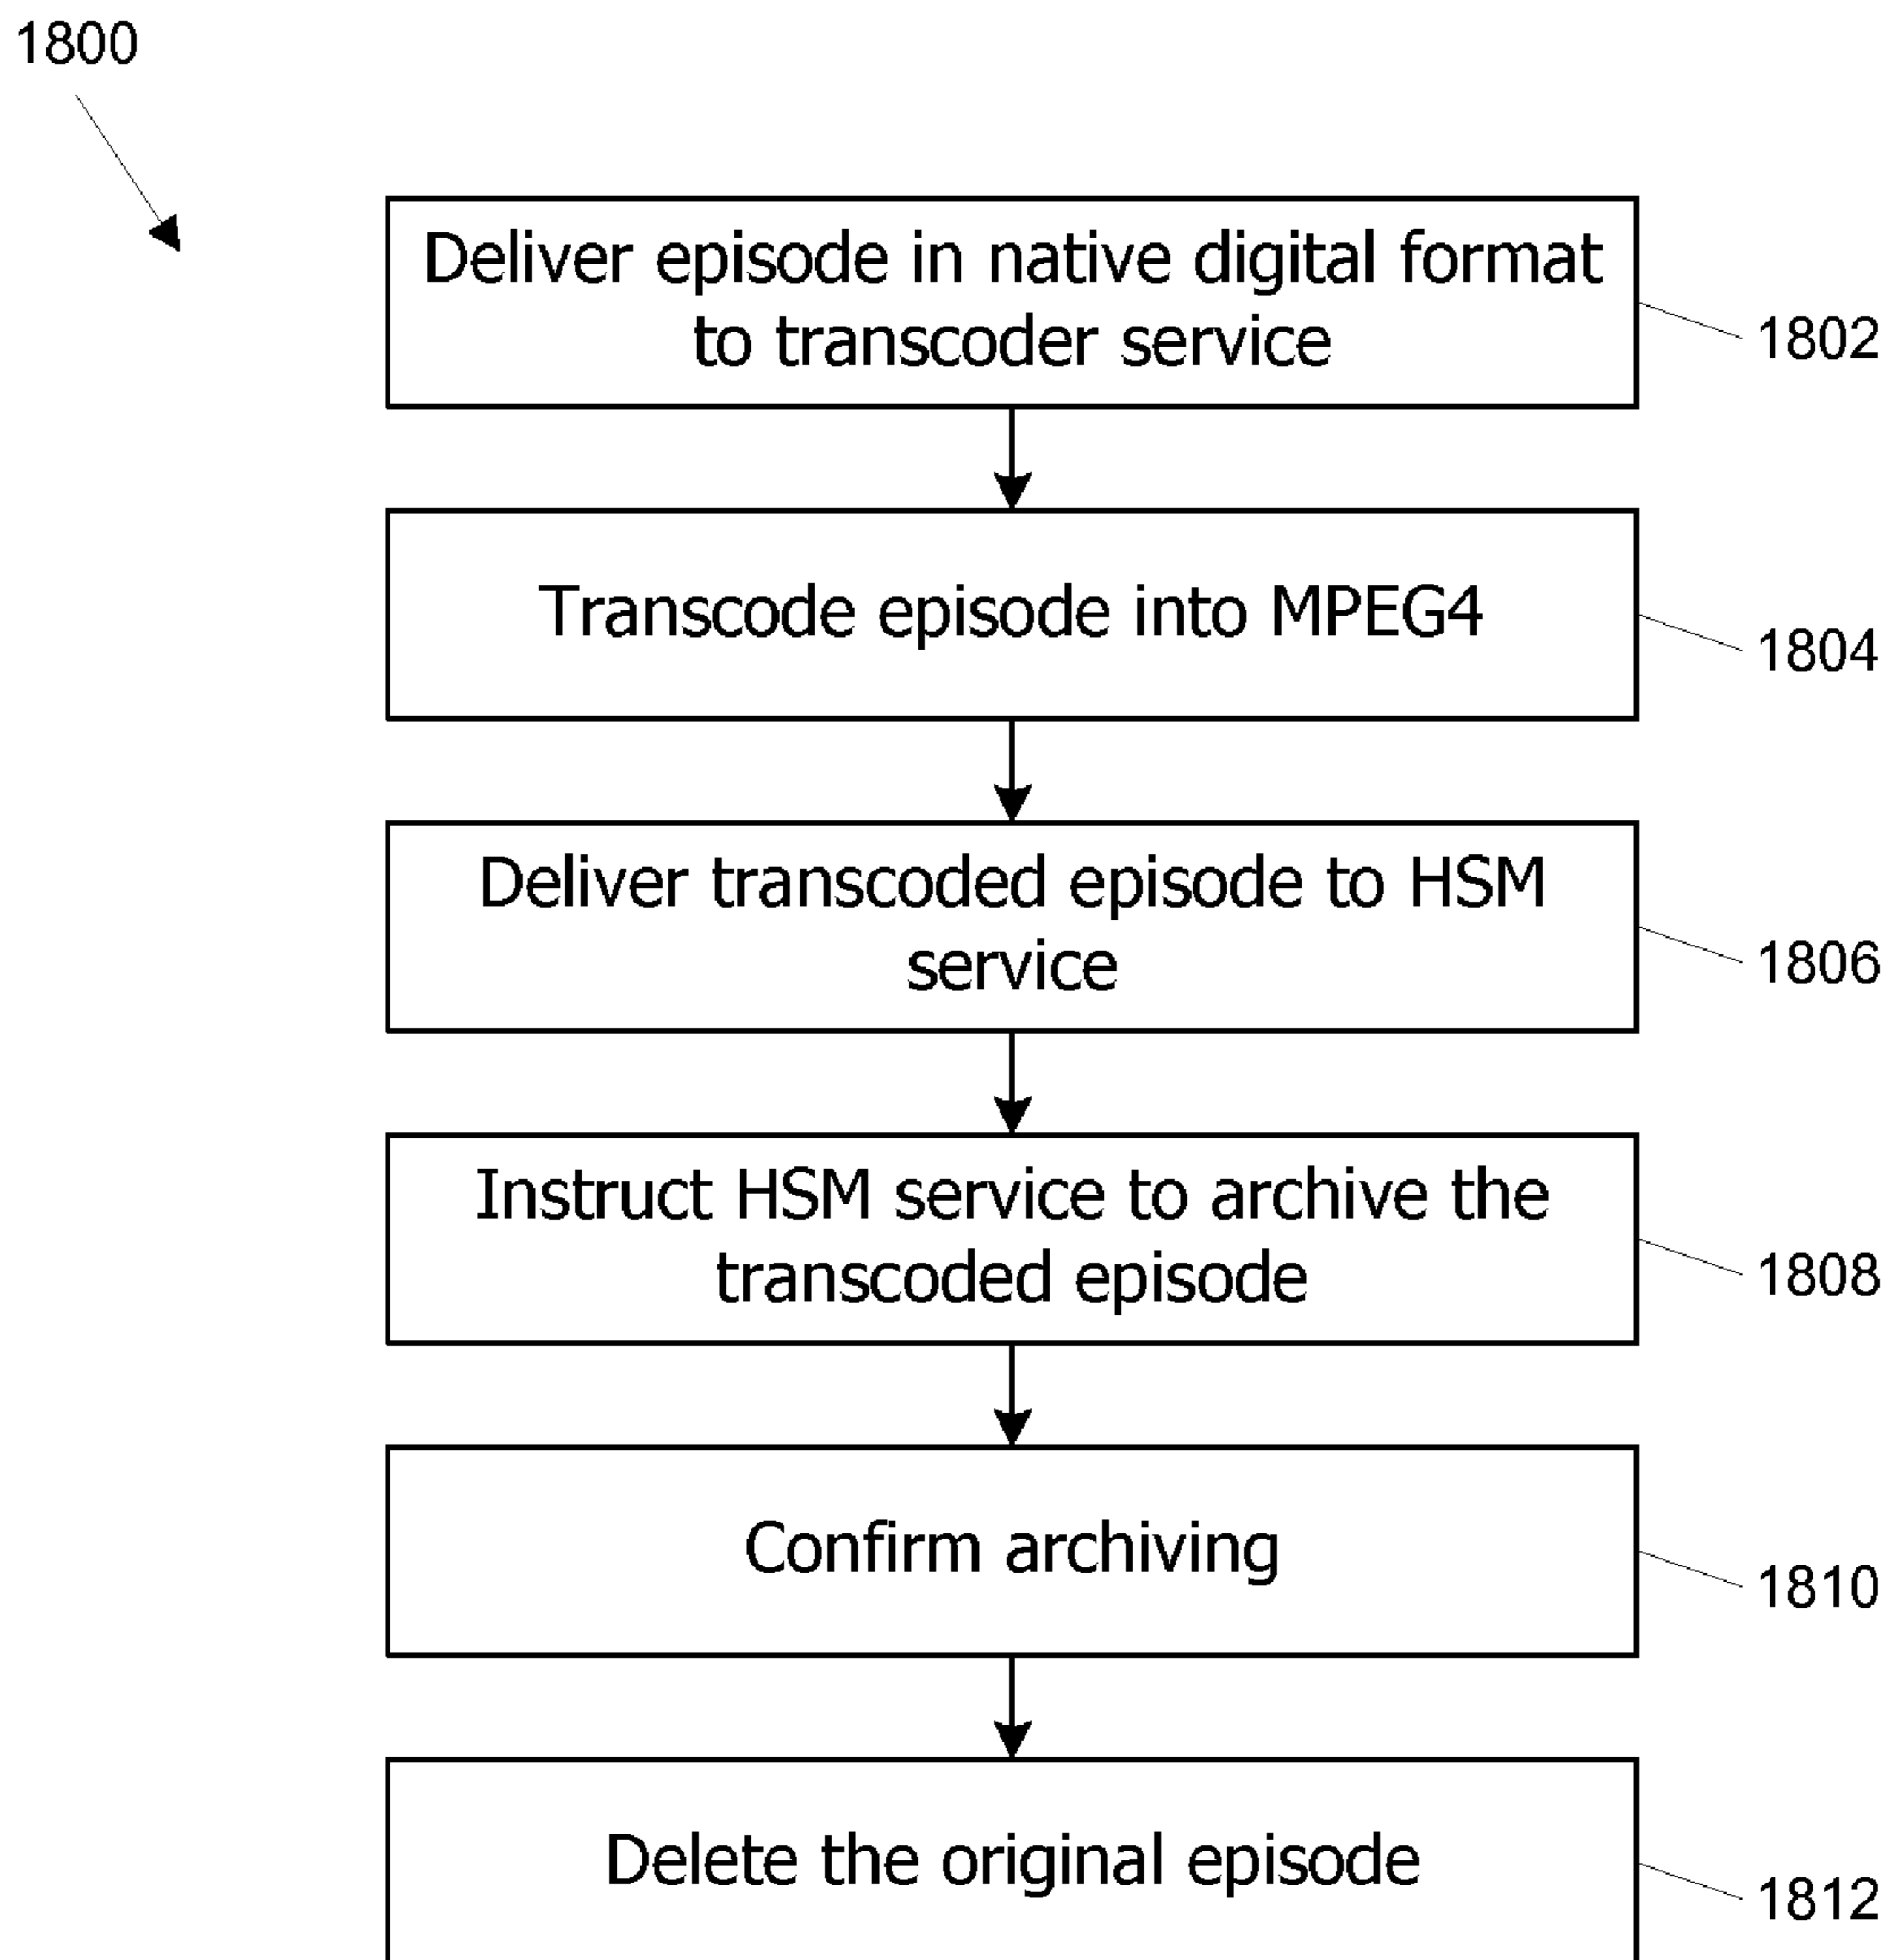 1800
Deliver episode in native digital format
to transcoder service
1802
Transcode episode into MPEG4
1804
Deliver transcoded episode to HSM
service
1806
Instruct HSM service to archive the
transcoded episode
1808
Confirm archiving
1810
Delete the original episode
1812